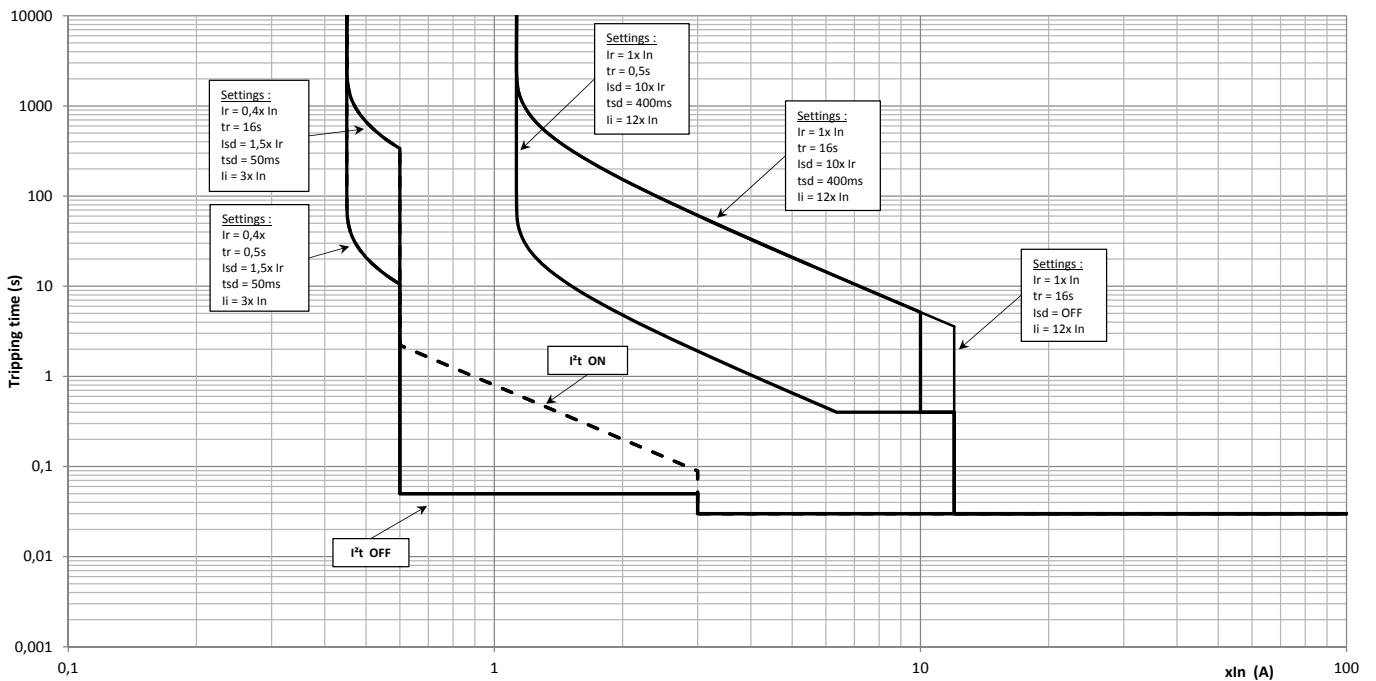 10000
1000
100
10
1
0,1
0,01
0,001
Tripping time (s)
0,1
1
10
100
xIn (A)
Settings :
Ir = 0,4x In
tr = 16s
Isd = 1,5x Ir
tsd = 50ms
Ii = 3x In
Settings :
Ir = 0,4x
tr = 0,5s
Isd = 1,5x Ir
tsd = 50ms
Ii = 3x In
Settings :
Ir = 1x In
tr = 0,5s
Isd = 10x Ir
tsd = 400ms
Ii = 12x In
Settings :
Ir = 1x In
tr = 16s
Isd = 10x Ir
tsd = 400ms
Ii = 12x In
Settings :
Ir = 1x In
tr = 16s
Isd = OFF
Ii = 12x In
I²t ON
I²t OFF